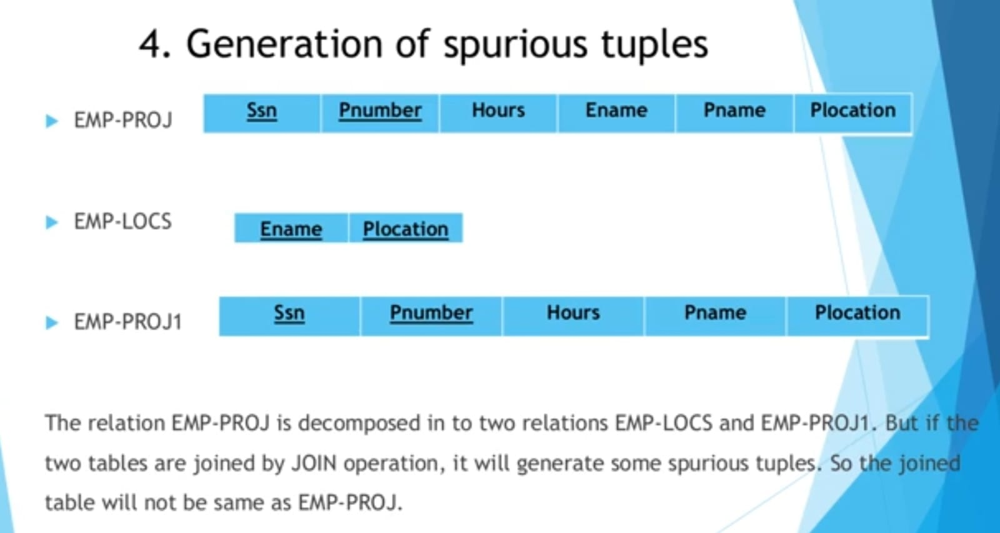 4. Generation of spurious tuples
EMP-PROJ Ssn Pnumber Hours Ename Pname Plocation
EMP-LOCS Ename Plocation
EMP-PROJ1 Ssn Pnumber Hours Pname Plocation
The relation EMP-PROJ is decomposed in to two relations EMP-LOCS and EMP-PROJ1. But if the
two tables are joined by JOIN operation, it will generate some spurious tuples. So the joined
table will not be same as EMP-PROJ.